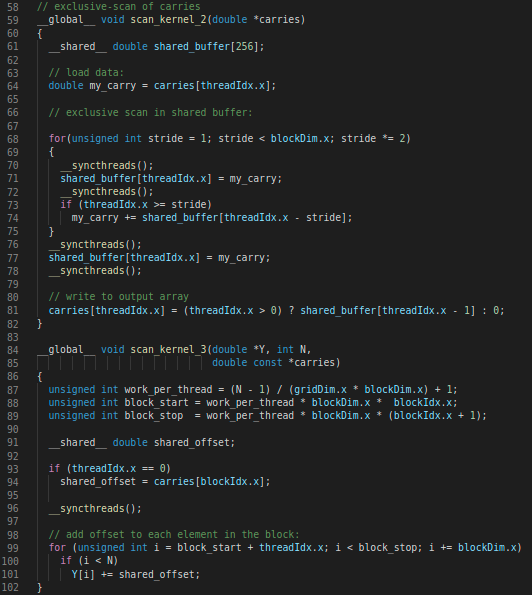 58 // exclusive-scan of carries
59 __global__ void scan_kernel_2(double *carries)
60 {
61   __shared__ double shared_buffer[256];
62
63   // load data:
64   double my_carry = carries[threadIdx.x];
65
66   // exclusive scan in shared buffer:
67
68   for(unsigned int stride = 1; stride < blockDim.x; stride *= 2)
69   {
70     __syncthreads();
71     shared_buffer[threadIdx.x] = my_carry;
72     __syncthreads();
73     if (threadIdx.x >= stride)
74       my_carry += shared_buffer[threadIdx.x - stride];
75   }
76   __syncthreads();
77   shared_buffer[threadIdx.x] = my_carry;
78   __syncthreads();
79
80   // write to output array
81   carries[threadIdx.x] = (threadIdx.x > 0) ? shared_buffer[threadIdx.x - 1] : 0;
82 }
83
84 __global__ void scan_kernel_3(double *Y, int N,
85                               double const *carries)
86 {
87   unsigned int work_per_thread = (N - 1) / (gridDim.x * blockDim.x) + 1;
88   unsigned int block_start = work_per_thread * blockDim.x *  blockIdx.x;
89   unsigned int block_stop  = work_per_thread * blockDim.x * (blockIdx.x + 1);
90
91   __shared__ double shared_offset;
92
93   if (threadIdx.x == 0)
94     shared_offset = carries[blockIdx.x];
95
96   __syncthreads();
97
98   // add offset to each element in the block:
99   for (unsigned int i = block_start + threadIdx.x; i < block_stop; i += blockDim.x)
100     if (i < N)
101       Y[i] += shared_offset;
102 }